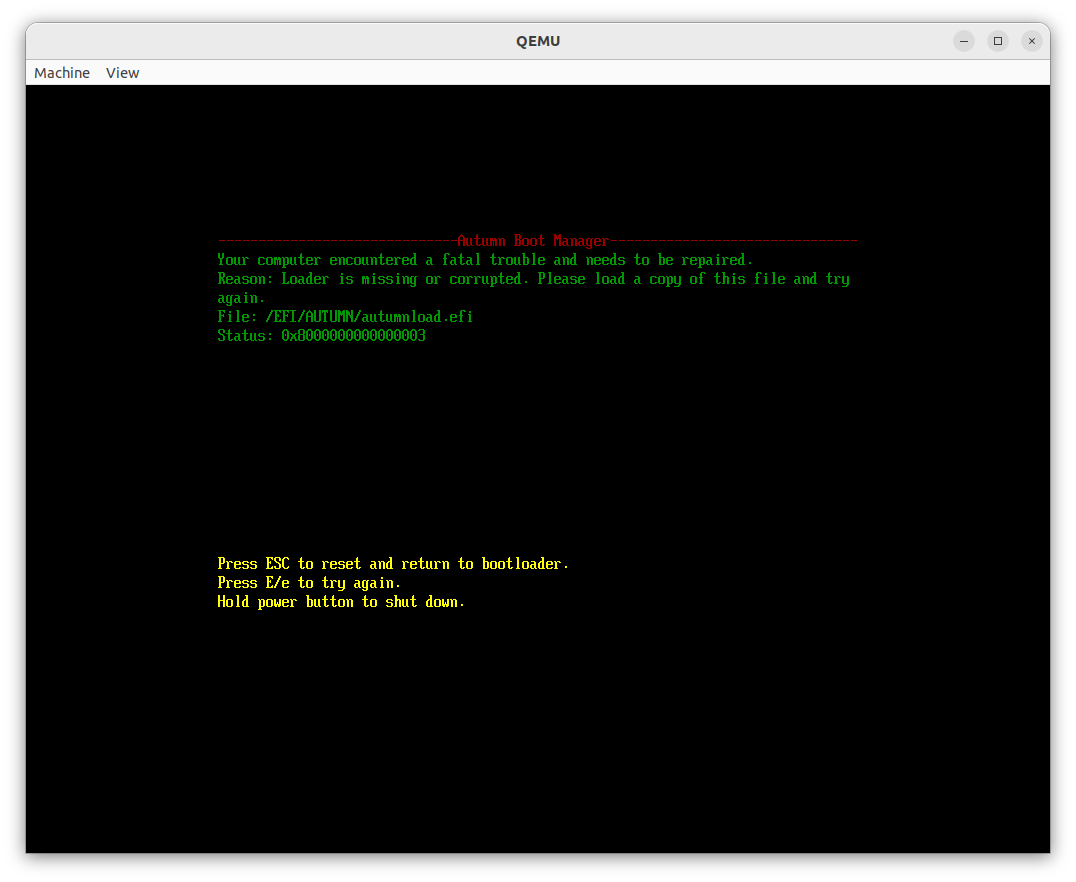 QEMU
Machine View
------------------------------Autumn Boot Manager-------------------------------
Your computer encountered a fatal trouble and needs to be repaired.
Reason: Loader is missing or corrupted. Please load a copy of this file and try
again.
File: /EFI/AUTUMN/autumnload.efi
Status: 0x8000000000000003
Press ESC to reset and return to bootloader.
Press E/e to try again.
Hold power button to shut down.